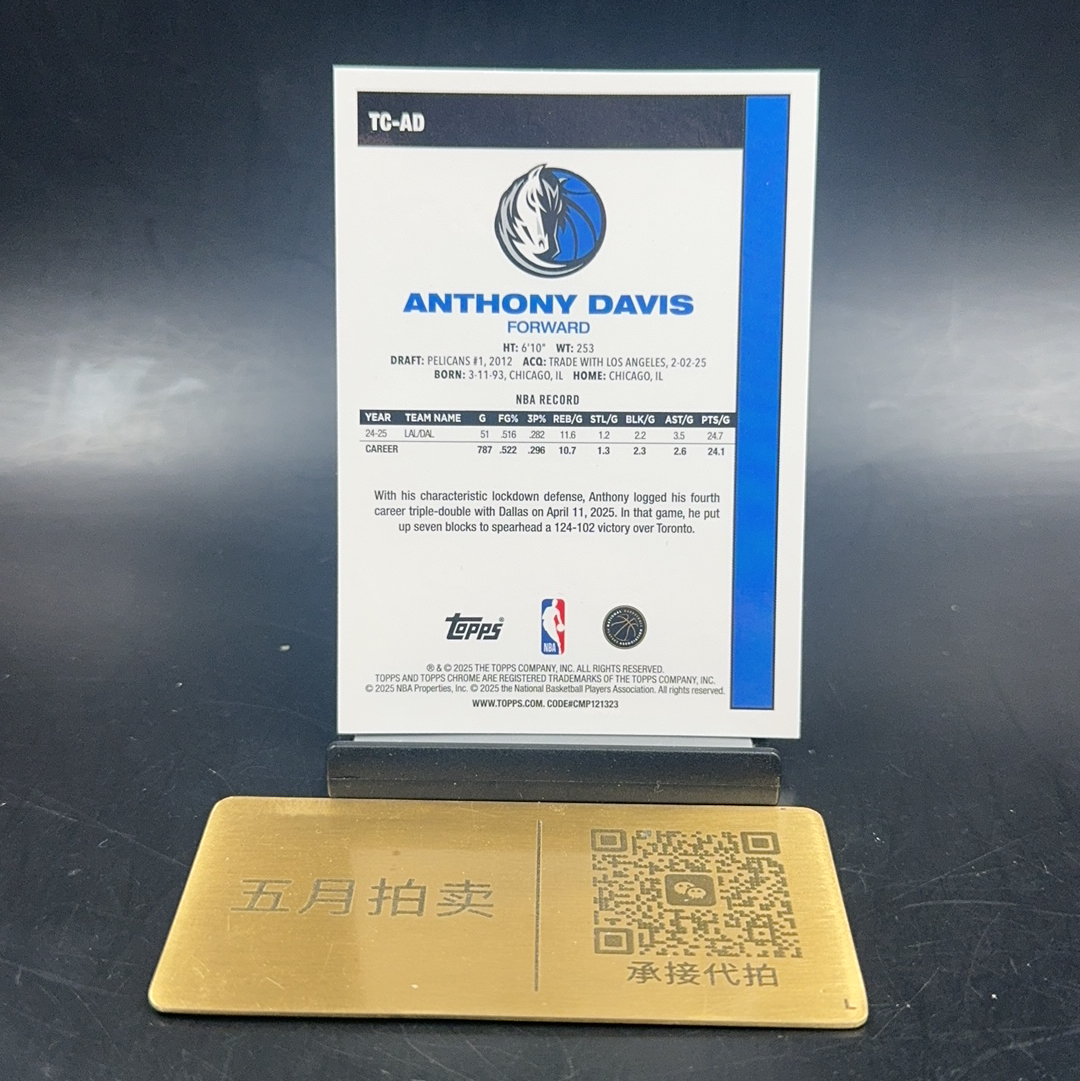 TC-AD
ANTHONY DAVIS
FORWARD
HT: 6'10" WT: 253
DRAFT: PELICANS #1, 2012 ACQ: TRADE WITH LOS ANGELES, 2-02-25
BORN: 3-11-93, CHICAGO, IL HOME: CHICAGO, IL
NBA RECORD
YEAR TEAM NAME G FG% 3P% REB/G STL/G BLK/G AST/G PTS/G
24-25 LAL/DAL 51 .516 .282 11.6 1.2 2.2 3.5 24.7
CAREER 787 .522 .296 10.7 1.3 2.3 2.6 24.1
With his characteristic lockdown defense, Anthony logged his fourth
career triple-double with Dallas on April 11, 2025. In that game, he put
up seven blocks to spearhead a 124-102 victory over Toronto.
topps®
NBA
® & © 2025 THE TOPPS COMPANY, INC. ALL RIGHTS RESERVED.
TOPPS AND TOPPS CHROME ARE REGISTERED TRADEMARKS OF THE TOPPS COMPANY, INC.
© 2025 NBA Properties, Inc. © 2025 the National Basketball Players Association. All rights reserved.
WWW.TOPPS.COM. CODE#CMP121323
五月拍卖
承接代拍
L